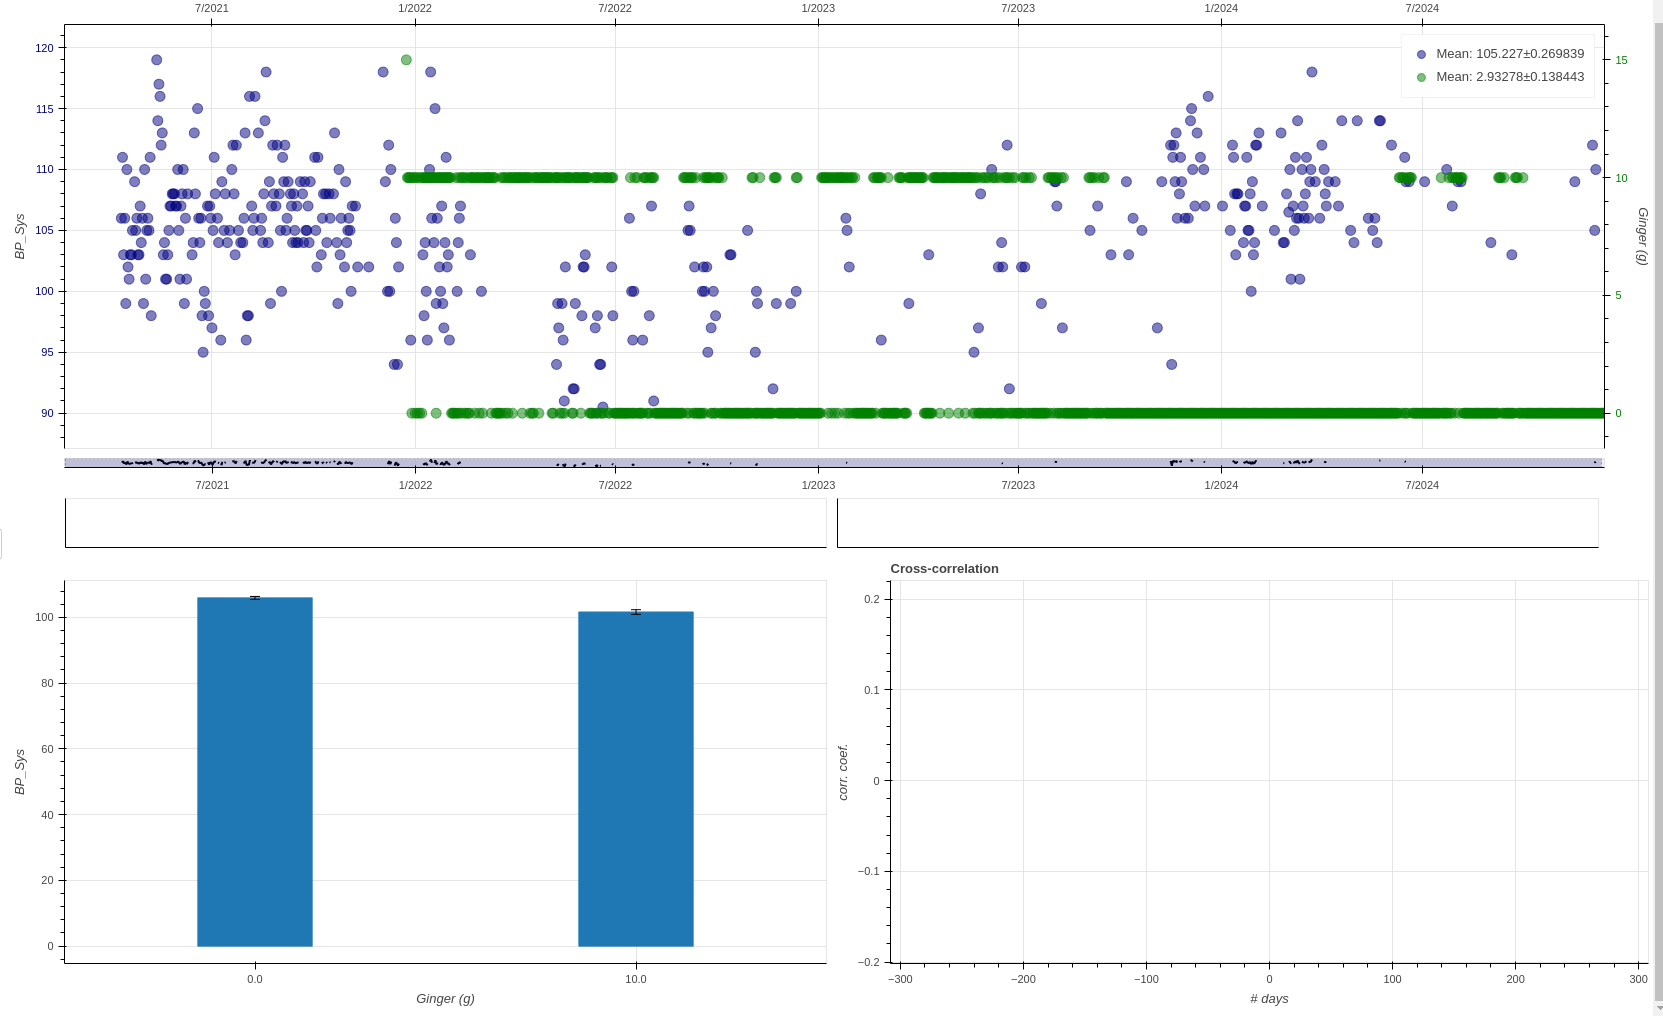 7/2021 1/2022 7/2022 1/2023 7/2023 1/2024 7/2024
120
115
110
105
100
95
90
BP_Sys
Mean: 105.227±0.269839
Mean: 2.93278±0.138443
15
10
5
0
Ginger (g)
7/2021 1/2022 7/2022 1/2023 7/2023 1/2024 7/2024
100
80
60
40
20
0
BP_Sys
0.0 10.0
Ginger (g)
Cross-correlation
0.2
0.1
0
−0.1
−0.2
corr. coef.
−300 −200 −100 0 100 200 300
# days